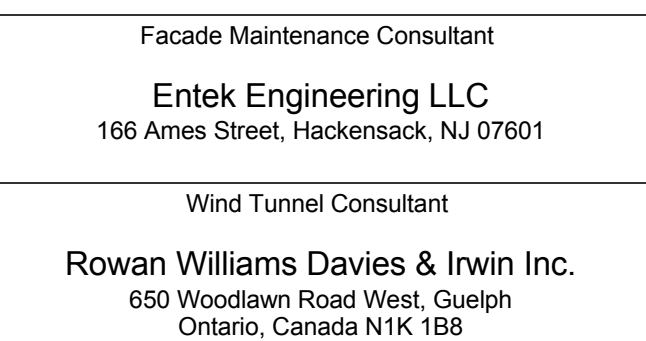 Facade Maintenance Consultant
Entek Engineering LLC
166 Ames Street, Hackensack, NJ 07601
Wind Tunnel Consultant
Rowan Williams Davies & Irwin Inc.
650 Woodlawn Road West, Guelph
Ontario, Canada N1K 1B8